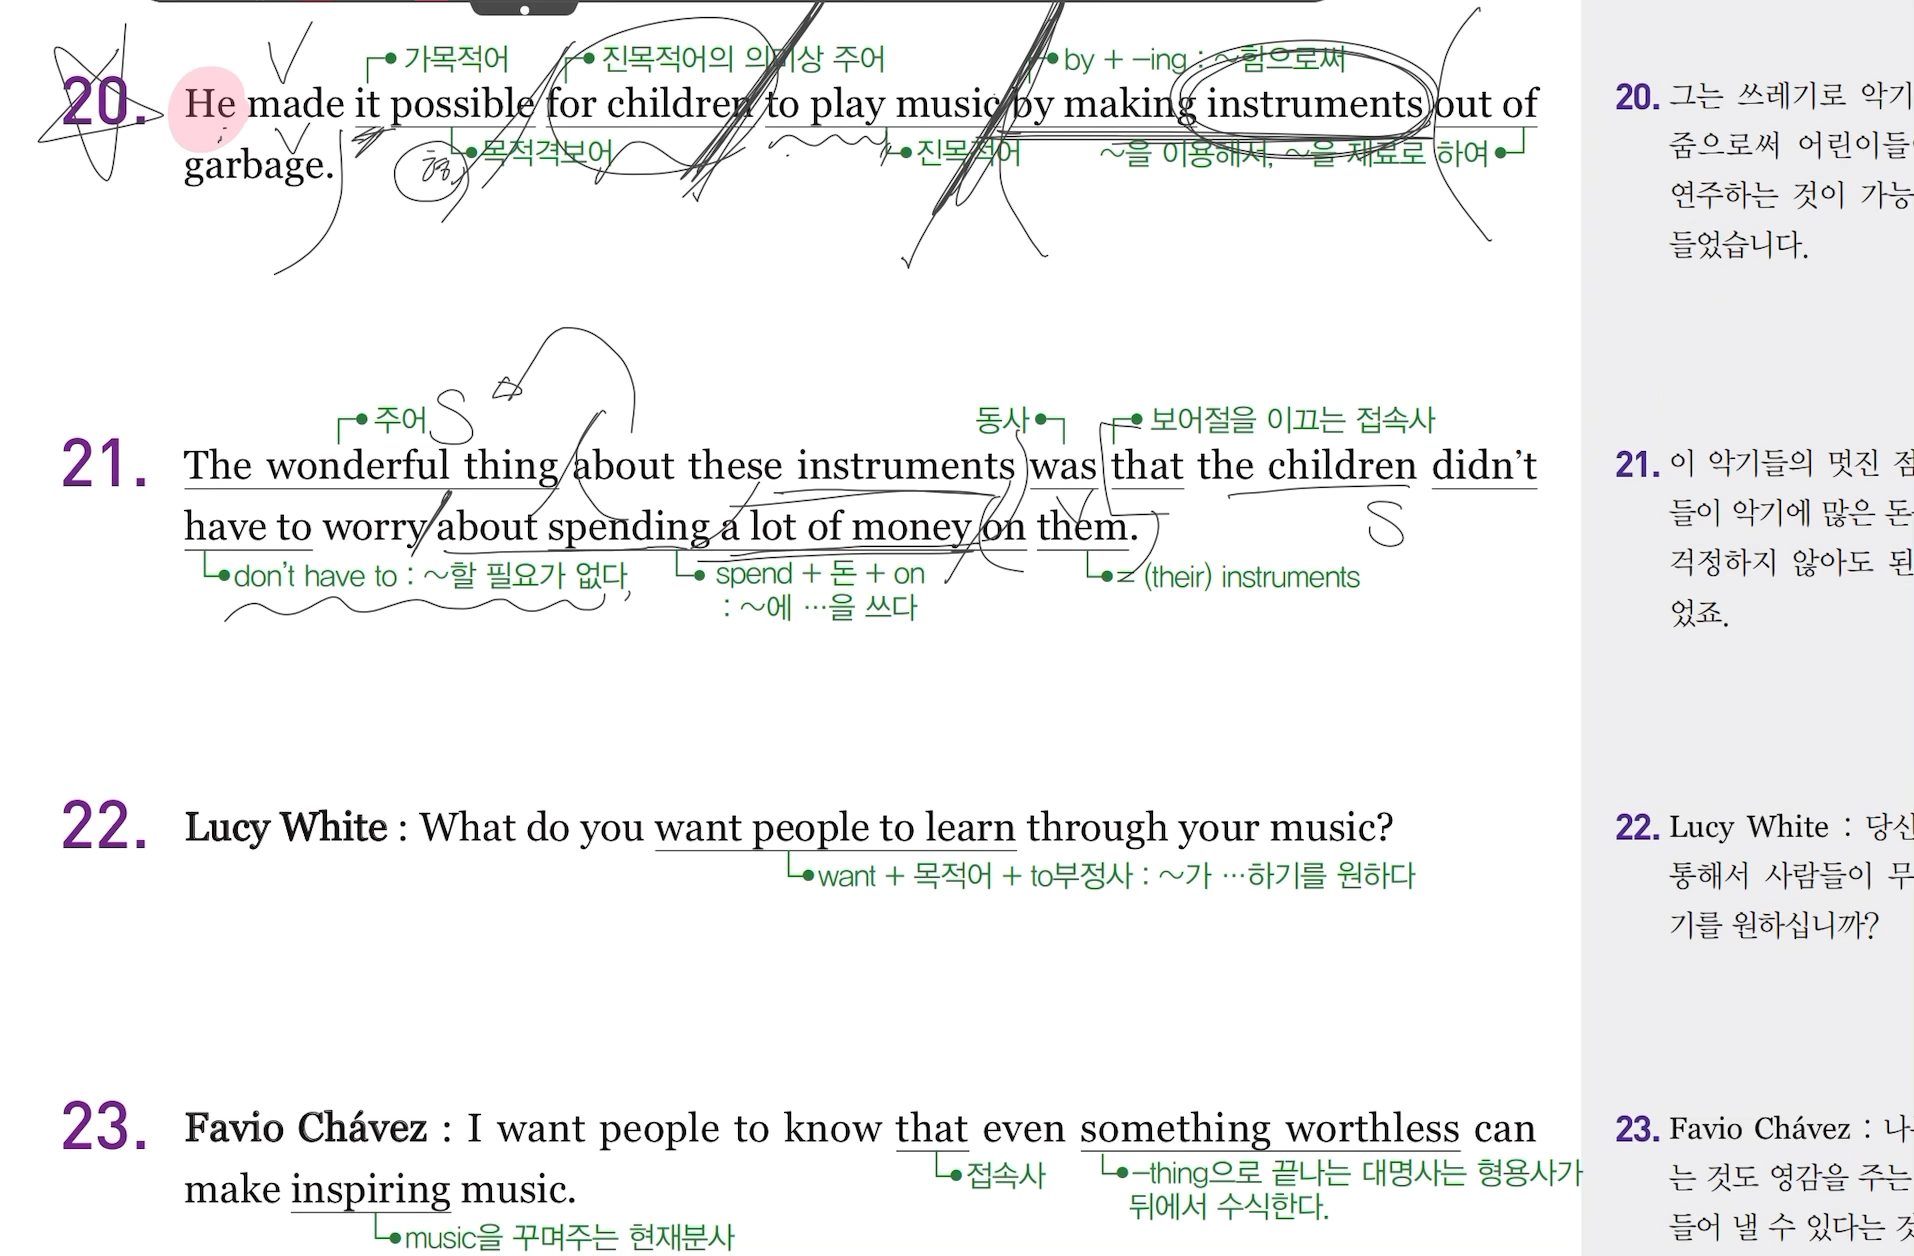 가목적어 진목적어의 의미상 주어 by + -ing : ~함으로써
20. He made it possible for children to play music by making instruments out of
목적격보어 진목적어 ~을 이용해서, ~을 재료로 하여
garbage.
주어 S 동사 보어절을 이끄는 접속사
21. The wonderful thing about these instruments was that the children didn't
have to worry about spending a lot of money on them. S
don't have to : ~할 필요가 없다 spend + 돈 + on = (their) instruments
: ~에 …을 쓰다
22. Lucy White : What do you want people to learn through your music?
want + 목적어 + to부정사 : ~가 …하기를 원하다
23. Favio Chávez : I want people to know that even something worthless can
접속사 -thing으로 끝나는 대명사는 형용사가
뒤에서 수식한다.
make inspiring music.
music을 꾸며주는 현재분사
20. 그는 쓰레기로 악기
줌으로써 어린이들
연주하는 것이 가능
들었습니다.
21. 이 악기들의 멋진 점
들이 악기에 많은 돈
걱정하지 않아도 된
었죠.
22. Lucy White : 당신
통해서 사람들이 무
기를 원하십니까?
23. Favio Chávez : 나
는 것도 영감을 주는
들어 낼 수 있다는 것